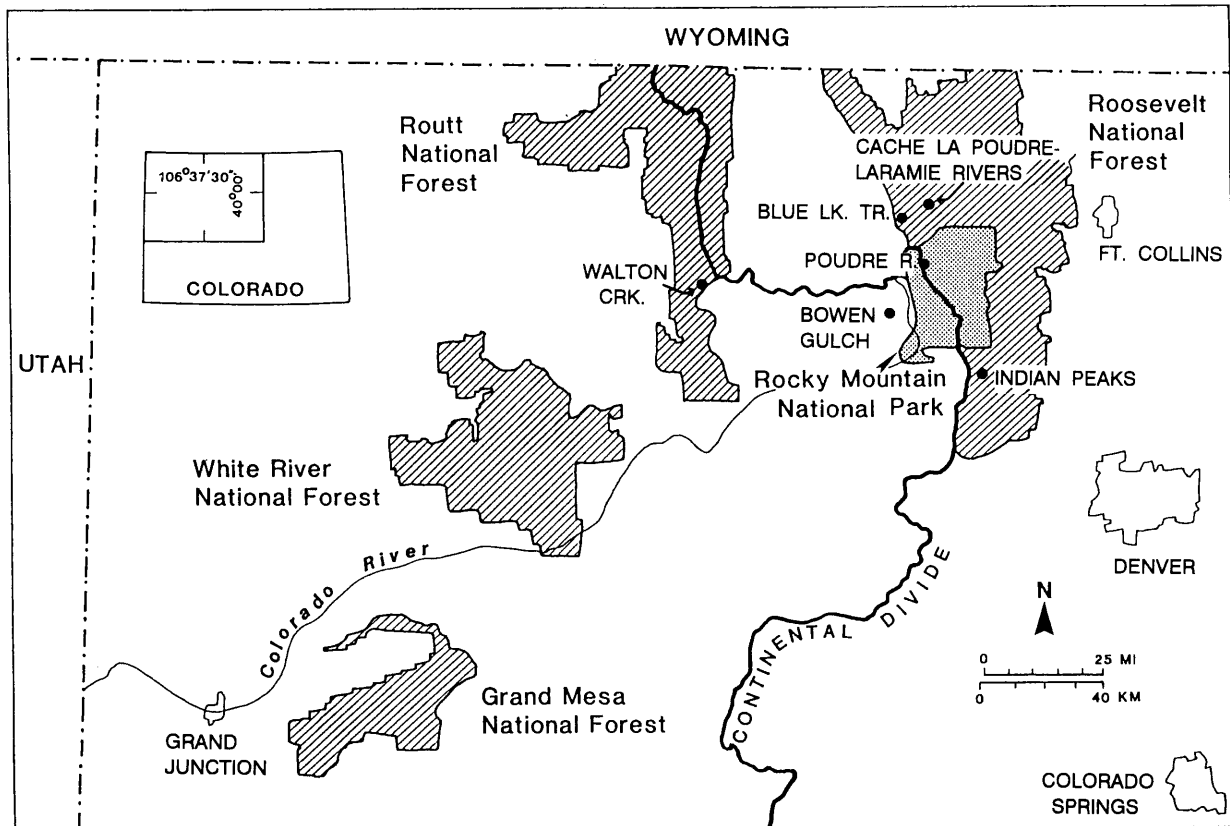 WYOMING
Routt
National
Forest
Roosevelt
National
Forest
CACHE LA POUDRE-
LARAMIE RIVERS
106°37'30"
40°00'
COLORADO
BLUE LK. TR.
FT. COLLINS
POUDRE R.
WALTON
CRK.
BOWEN
GULCH
UTAH
INDIAN PEAKS
Rocky Mountain
National Park
White River
National Forest
Colorado River
DENVER
CONTINENTAL DIVIDE
N
0 25 MI
0 40 KM
Grand Mesa
National Forest
GRAND
JUNCTION
COLORADO
SPRINGS